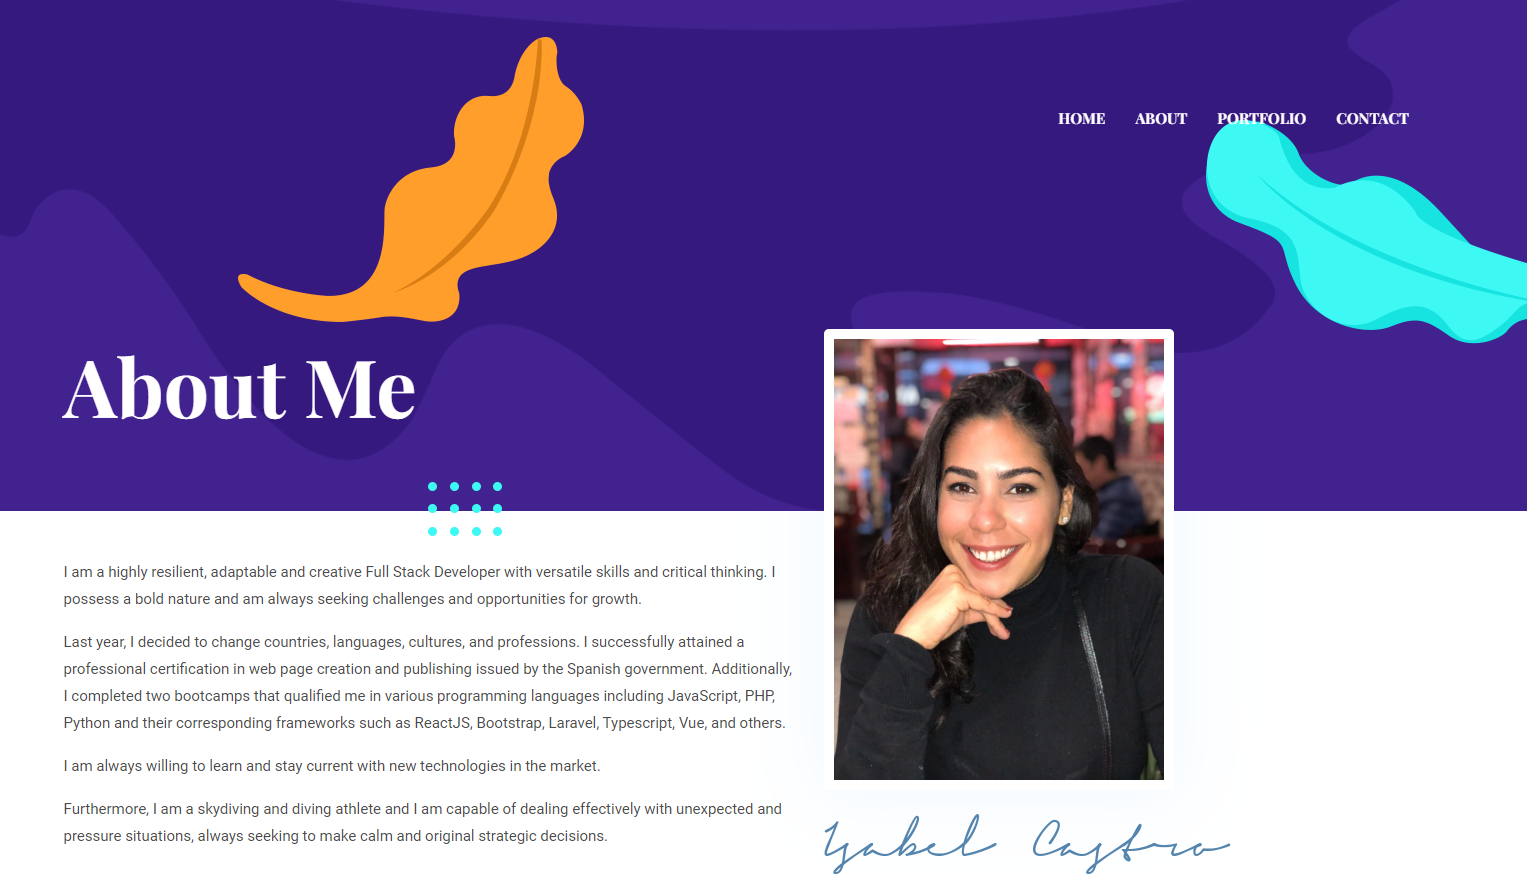 HOME ABOUT PORTFOLIO CONTACT
About Me
I am a highly resilient, adaptable and creative Full Stack Developer with versatile skills and critical thinking. I
possess a bold nature and am always seeking challenges and opportunities for growth.
Last year, I decided to change countries, languages, cultures, and professions. I successfully attained a
professional certification in web page creation and publishing issued by the Spanish government. Additionally,
I completed two bootcamps that qualified me in various programming languages including JavaScript, PHP,
Python and their corresponding frameworks such as ReactJS, Bootstrap, Laravel, Typescript, Vue, and others.
I am always willing to learn and stay current with new technologies in the market.
Furthermore, I am a skydiving and diving athlete and I am capable of dealing effectively with unexpected and
pressure situations, always seeking to make calm and original strategic decisions.
Ysabel Castro